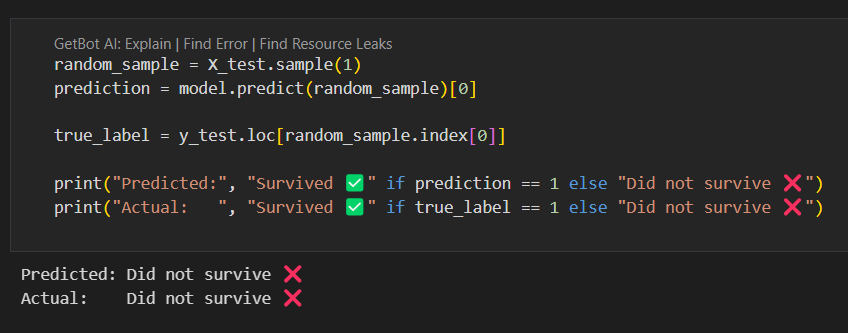 GetBot AI: Explain | Find Error | Find Resource Leaks
random_sample = X_test.sample(1)
prediction = model.predict(random_sample)[0]
true_label = y_test.loc[random_sample.index[0]]
print("Predicted:", "Survived ✅" if prediction == 1 else "Did not survive ❌")
print("Actual:   ", "Survived ✅" if true_label == 1 else "Did not survive ❌")
Predicted: Did not survive ❌
Actual:    Did not survive ❌